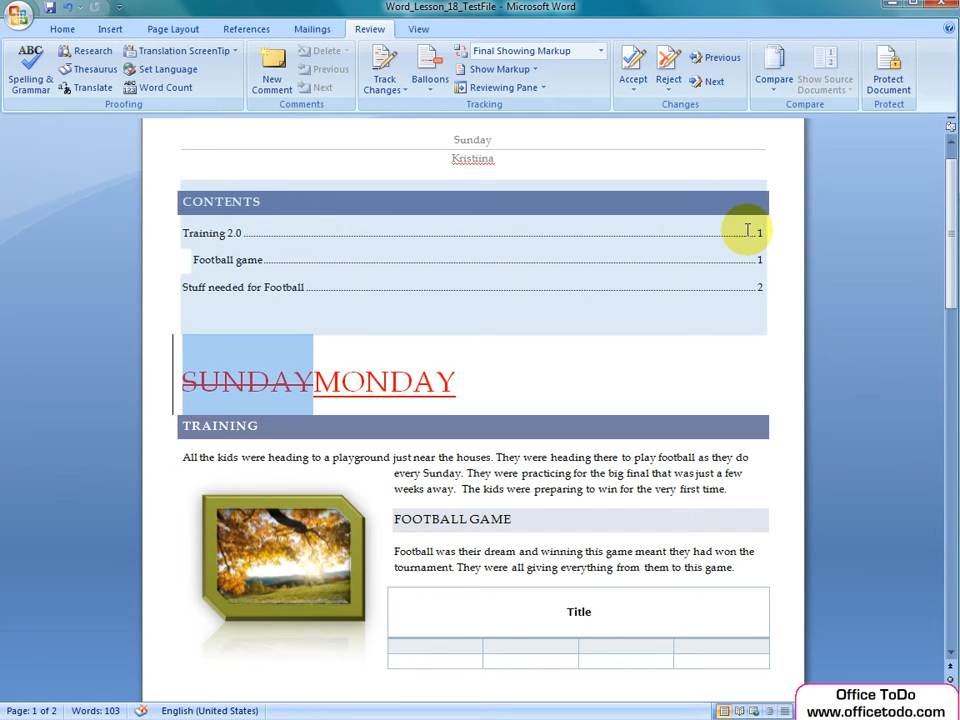 Word_Lesson_18_TestFile - Microsoft Word
Home Insert Page Layout References Mailings Review View
ABC
Spelling & Grammar
Research
Thesaurus
Translate
Translation ScreenTip
Set Language
Word Count
Proofing
New Comment
Delete
Previous
Next
Comments
Track Changes
Balloons
Final Showing Markup
Show Markup
Reviewing Pane
Tracking
Accept
Reject
Previous
Next
Changes
Compare
Show Source Documents
Compare
Protect Document
Protect
Sunday
Kristiina
CONTENTS
Training 2.0 ........ 1
Football game ........ 1
Stuff needed for Football ........ 2
SUNDAYMONDAY
TRAINING
All the kids were heading to a playground just near the houses. They were heading there to play football as they do
every Sunday. They were practicing for the big final that was just a few
weeks away. The kids were preparing to win for the very first time.
FOOTBALL GAME
Football was their dream and winning this game meant they had won the
tournament. They were all giving everything from them to this game.
Title
Page: 1 of 2 Words: 103 English (United States)
Office ToDo
www.officetodo.com